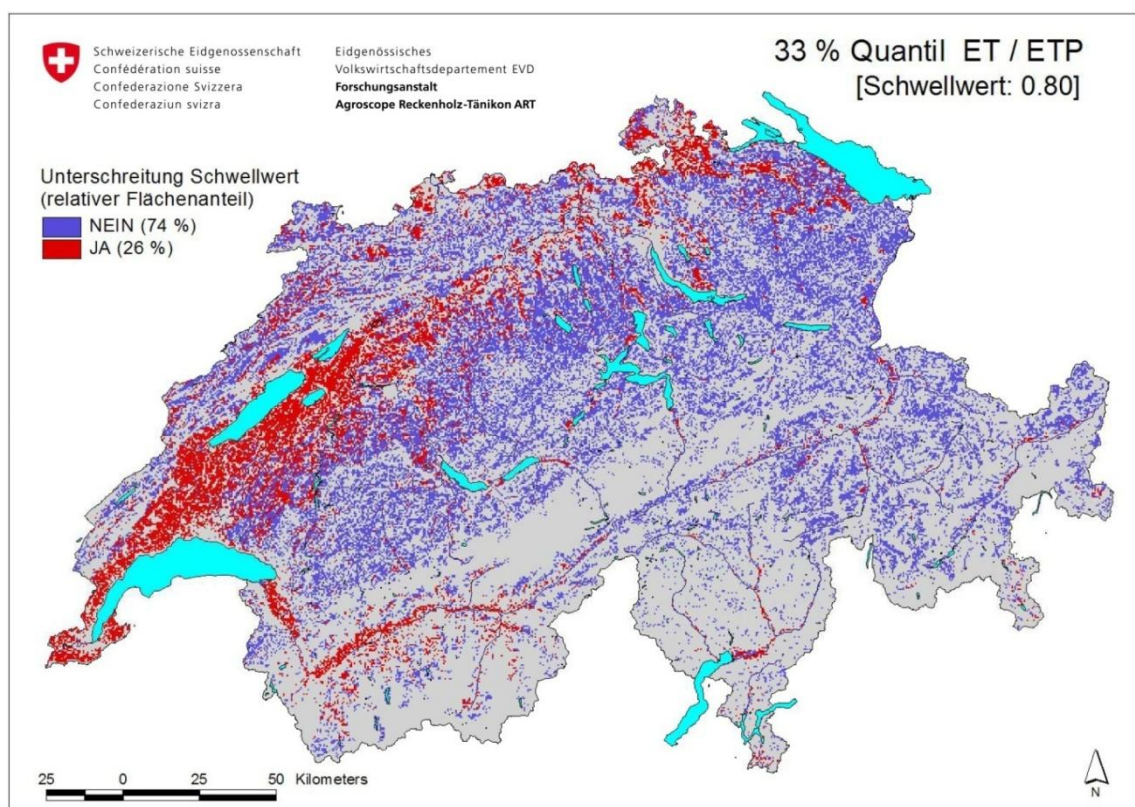 Schweizerische Eidgenossenschaft
Confédération suisse
Confederazione Svizzera
Confederaziun svizra
Eidgenössisches
Volkswirtschaftsdepartement EVD
Forschungsanstalt
Agroscope Reckenholz-Tänikon ART
33 % Quantil ET / ETP
[Schwellwert: 0.80]
Unterschreitung Schwellwert
(relativer Flächenanteil)
NEIN (74 %)
JA (26 %)
25 0 25 50 Kilometers
N